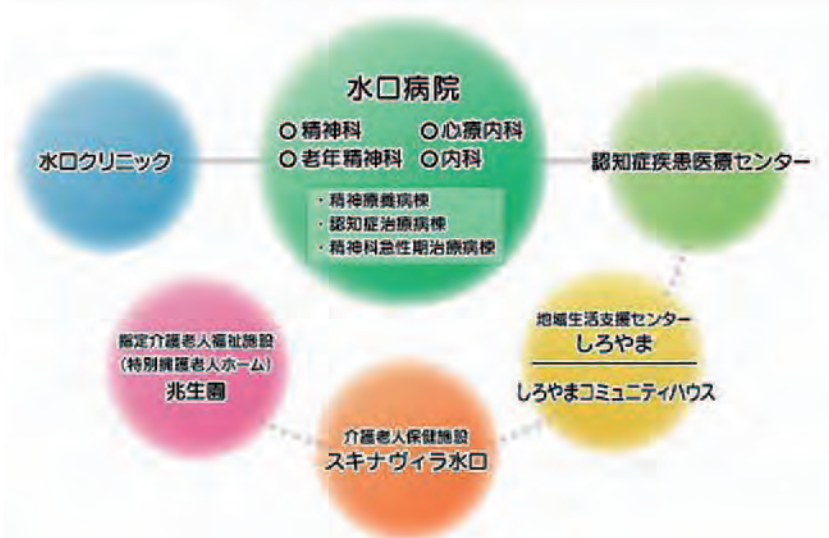 水口病院
○精神科 ○心療内科
○老年精神科 ○内科
・精神療養病棟
・認知症治療病棟
・精神科急性期治療病棟
水口クリニック
認知症疾患医療センター
指定介護老人福祉施設
(特別擁護老人ホーム)
兆生園
介護老人保健施設
スキナヴィラ水口
地域生活支援センター
しろやま
しろやまコミュニティハウス